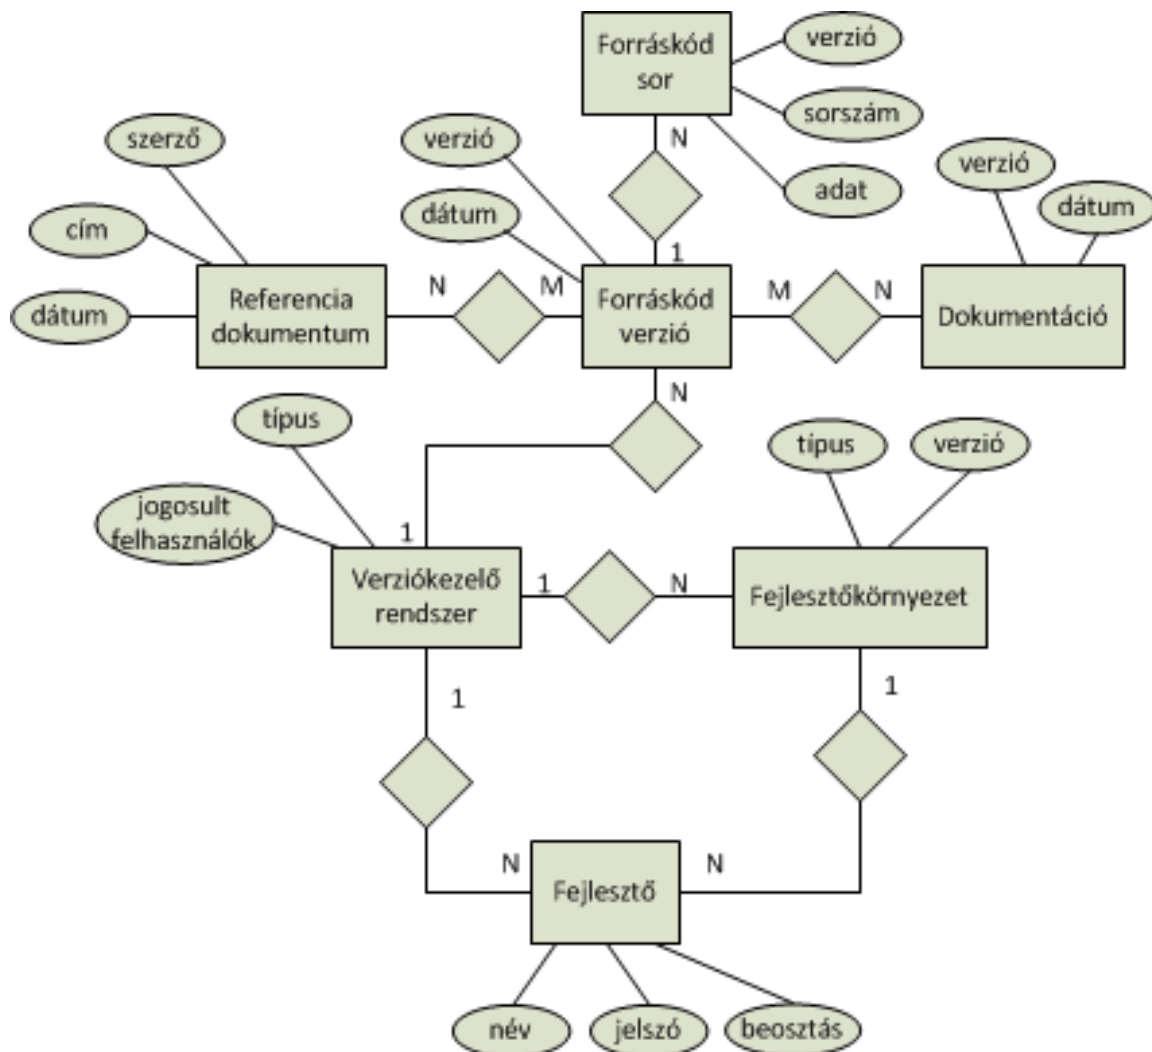 Forráskód
sor
verzió
sorszám
adat
N
szerző
verzió
verzió
cím
dátum
dátum
1
dátum
Referencia
dokumentum
N
M
Forráskód
verzió
M
N
Dokumentáció
N
típus
típus
verzió
jogosult
felhasználók
1
Verziókezelő
rendszer
1
N
Fejlesztőkörnyezet
1
1
N
Fejlesztő
N
név
jelszó
beosztás